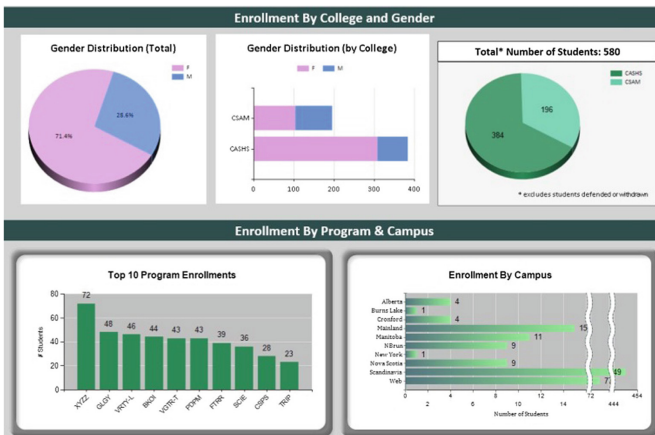 Enrollment By College and Gender
Gender Distribution (Total)
F
M
28.6%
71.4%
Gender Distribution (by College)
F M
CSAM
CASHS
0 100 200 300 400
Total* Number of Students: 580
CASHS
CSAM
196
384
* excludes students defended or withdrawn
Enrollment By Program & Campus
Top 10 Program Enrollments
# Students
80
60
40
20
0
72 48 46 44 43 43 39 36 28 23
XYZZ GLGY VRTY-L BKOI VGTR-T PDPM FTRR SCIE CSPS TRIP
Enrollment By Campus
Alberta 4
Burns Lake 1
Cronford 4
Mainland 15
Manitoba 11
NBrun 9
New York 1
Nova Scotia 9
Scandinavia 49
Web 77
0 2 4 6 8 10 12 14 72 444 454
Number of Students